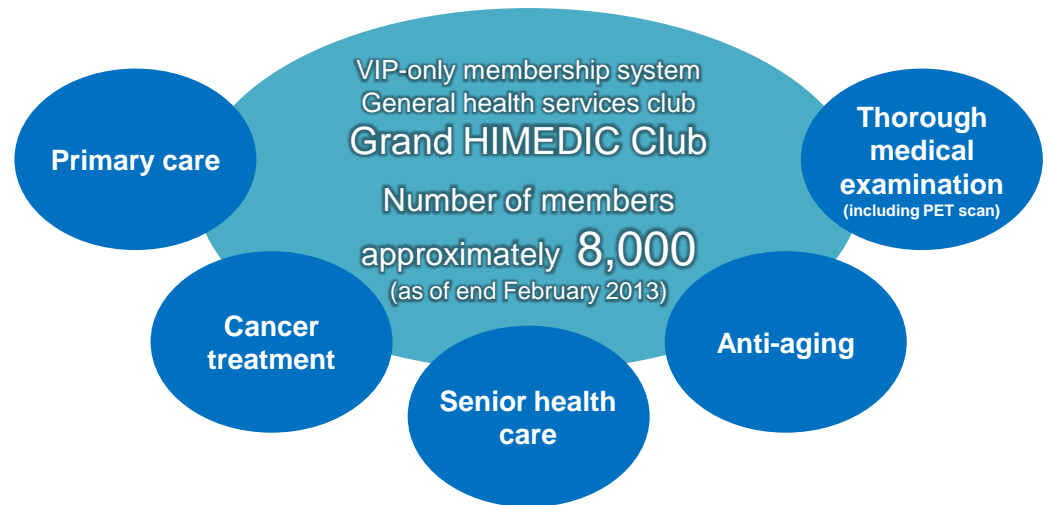 VIP-only membership system
General health services club
Grand HIMEDIC Club
Number of members
approximately 8,000
(as of end February 2013)
Primary care
Cancer
treatment
Senior health
care
Anti-aging
Thorough
medical
examination
(including PET scan)